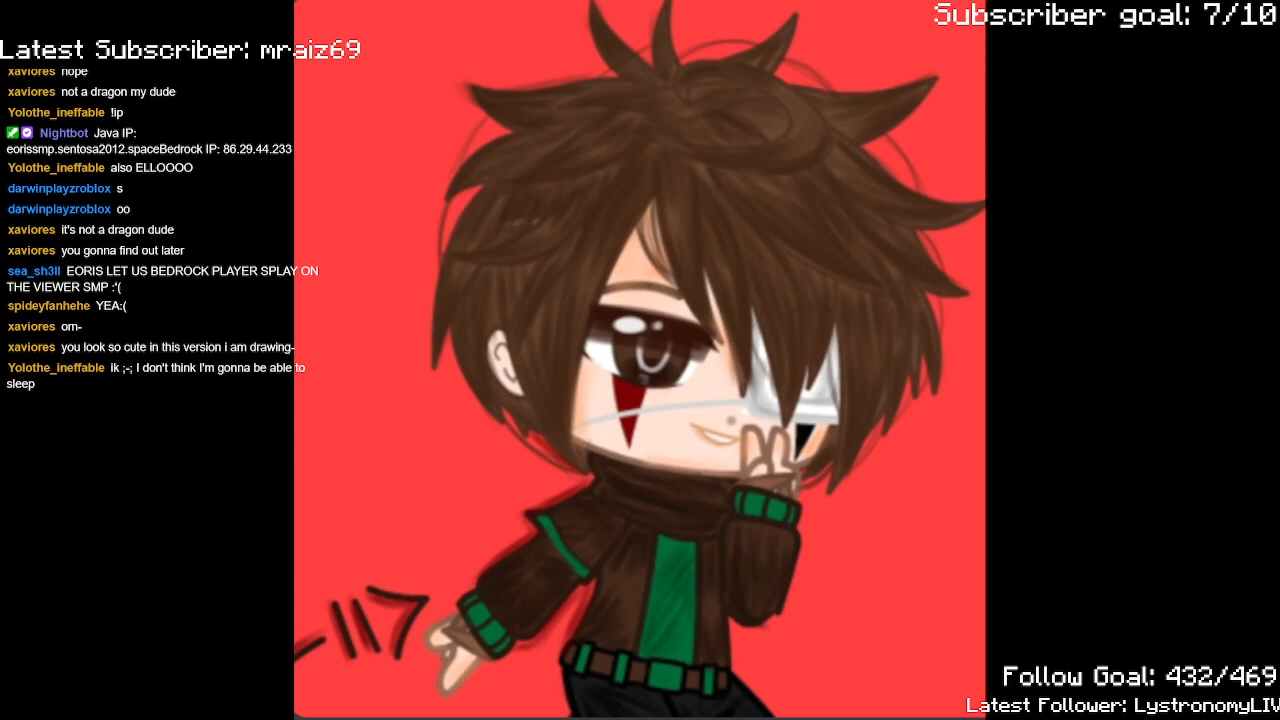 Subscriber goal: 7/10
Latest Subscriber: mraiz69
xaviores nope
xaviores not a dragon my dude
Yolothe_ineffable !ip
Nightbot Java IP:
eorissmp.sentosa2012.spaceBedrock IP: 86.29.44.233
Yolothe_ineffable also ELLOOOO
darwinplayzroblox s
darwinplayzroblox oo
xaviores it's not a dragon dude
xaviores you gonna find out later
sea_sh3ll EORIS LET US BEDROCK PLAYER SPLAY ON
THE VIEWER SMP :'(
spideyfanhehe YEA:(
xaviores om-
xaviores you look so cute in this version i am drawing-
Yolothe_ineffable ik ;-; I don't think I'm gonna be able to
sleep
Follow Goal: 432/469
Latest Follower: LystronomyLIV